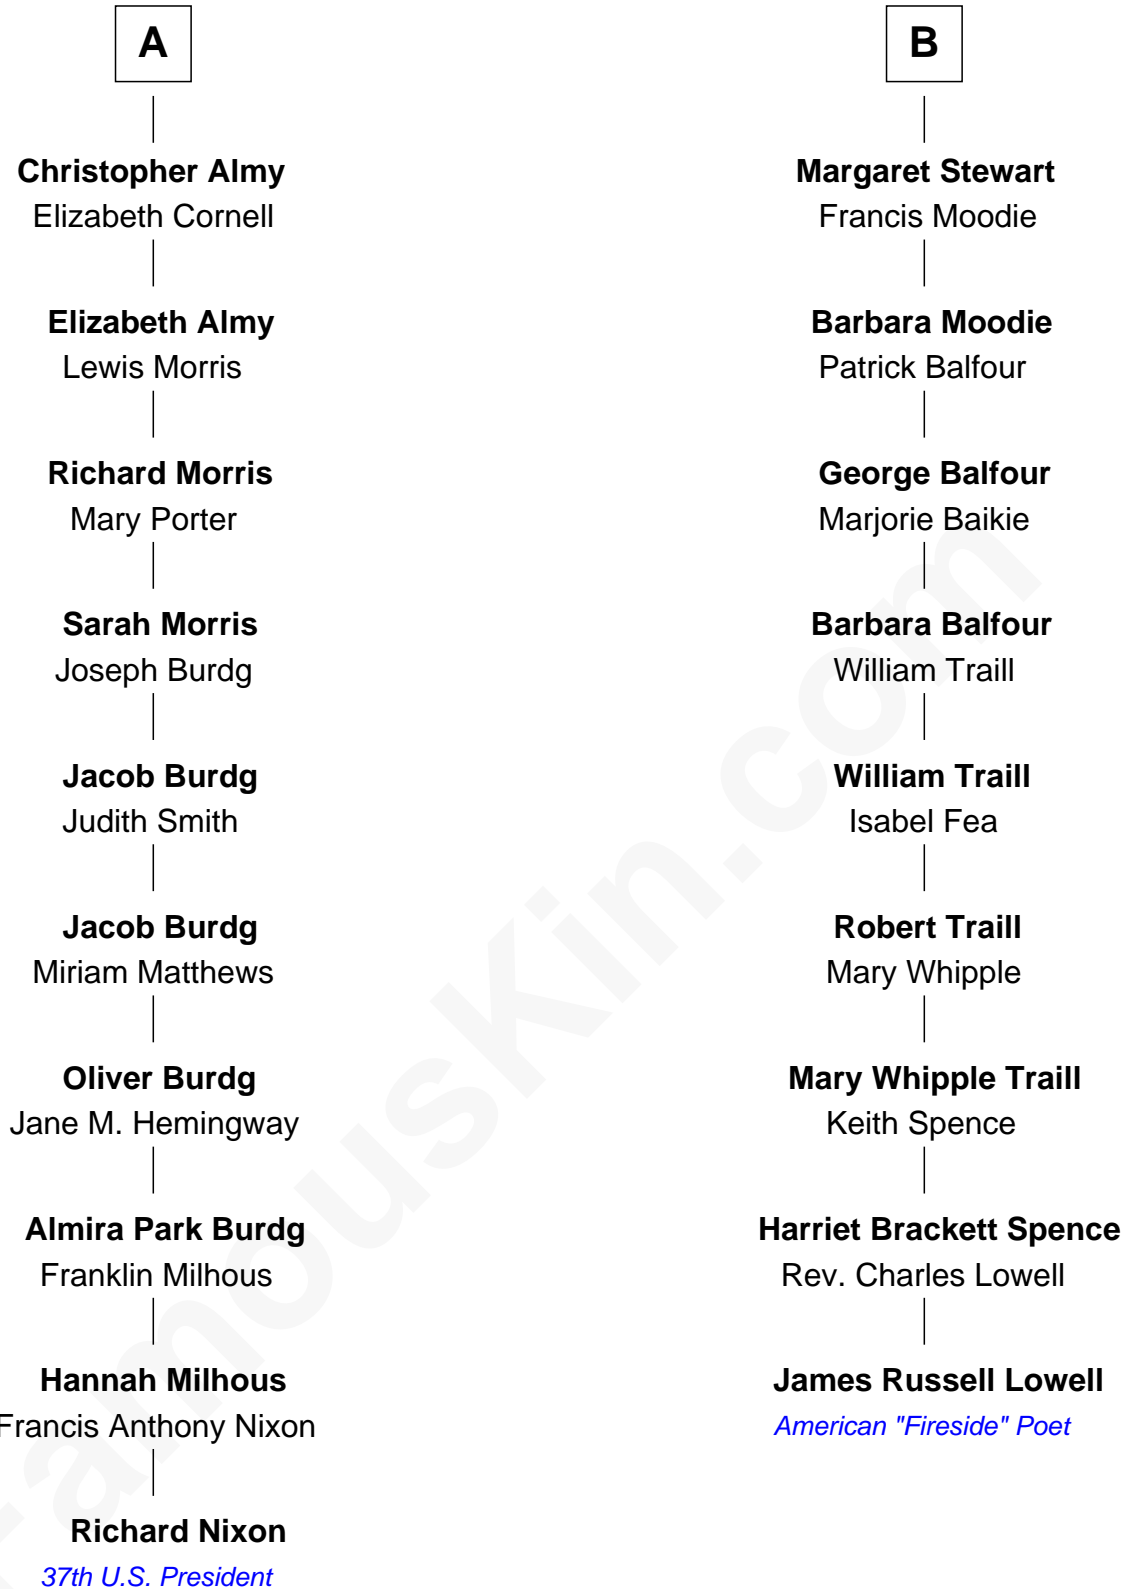 A
Christopher Almy
Elizabeth Cornell
Elizabeth Almy
Lewis Morris
Richard Morris
Mary Porter
Sarah Morris
Joseph Burdg
Jacob Burdg
Judith Smith
Jacob Burdg
Miriam Matthews
Oliver Burdg
Jane M. Hemingway
Almira Park Burdg
Franklin Milhous
Hannah Milhous
Francis Anthony Nixon
Richard Nixon
37th U.S. President
B
Margaret Stewart
Francis Moodie
Barbara Moodie
Patrick Balfour
George Balfour
Marjorie Baikie
Barbara Balfour
William Traill
William Traill
Isabel Fea
Robert Traill
Mary Whipple
Mary Whipple Traill
Keith Spence
Harriet Brackett Spence
Rev. Charles Lowell
James Russell Lowell
American "Fireside" Poet
FamousKin.com